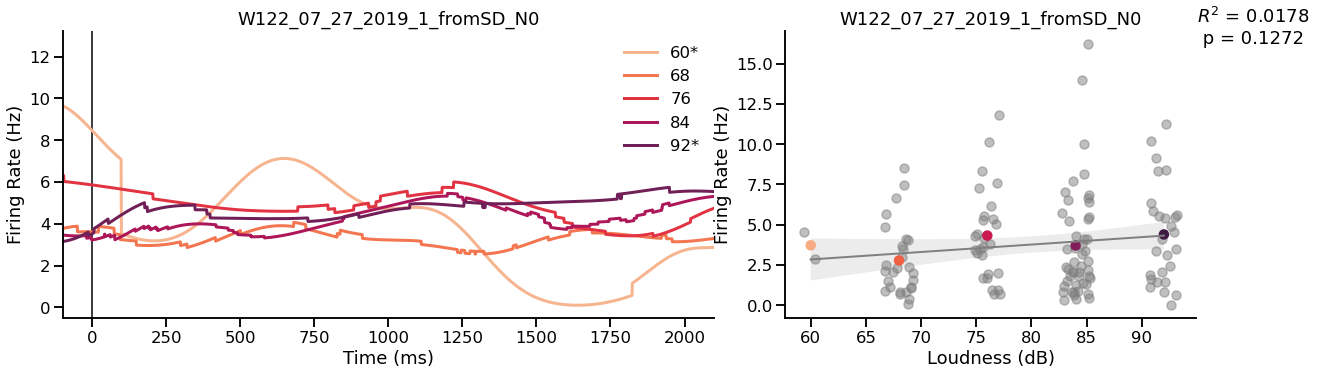 W122_07_27_2019_1_fromSD_N0
12
10
8
6
4
2
0
Firing Rate (Hz)
60*
68
76
84
92*
0 250 500 750 1000 1250 1500 1750 2000
Time (ms)
W122_07_27_2019_1_fromSD_N0
R² = 0.0178
p = 0.1272
15.0
12.5
10.0
7.5
5.0
2.5
0.0
Firing Rate (Hz)
60 65 70 75 80 85 90
Loudness (dB)